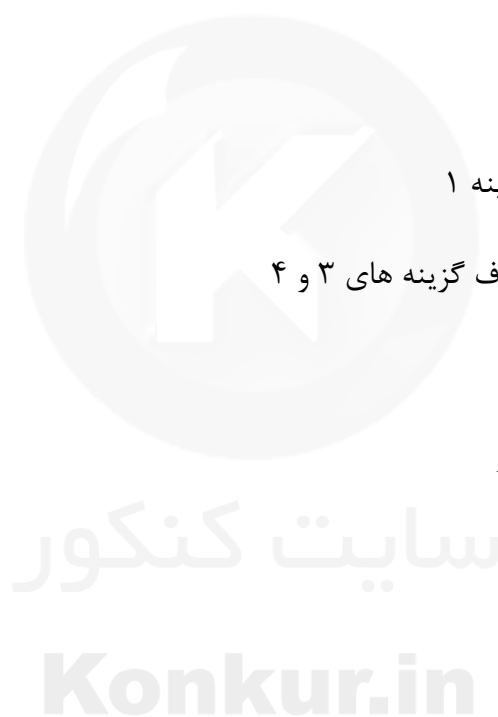 ۱
گزینه های ۳ و ۴
سایت کنکور
Konkur.in